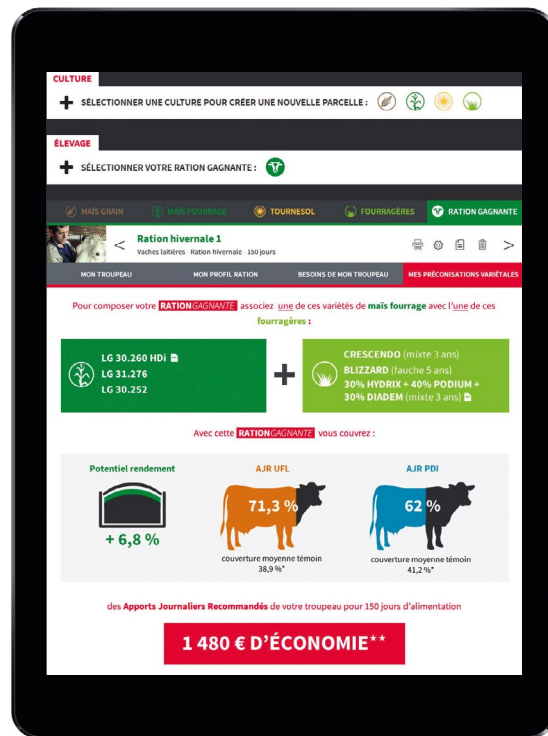 CULTURE
SÉLECTIONNER UNE CULTURE POUR CRÉER UNE NOUVELLE PARCELLE :
ÉLEVAGE
SÉLECTIONNER VOTRE RATION GAGNANTE :
MAÏS GRAIN MAÏS FOURRAGE TOURNESOL FOURRAGÈRES RATION GAGNANTE
< Ration hivernale 1 >
Vaches laitières · Ration hivernale · 150 jours
MON TROUPEAU MON PROFIL RATION BESOINS DE MON TROUPEAU MES PRÉCONISATIONS VARIÉTALES
Pour composer votre RATION GAGNANTE associez une de ces variétés de maïs fourrage avec l'une de ces
fourragères :
LG 30.260 HDi
LG 31.276
LG 30.252
+
CRESCENDO (mixte 3 ans)
BLIZZARD (fauche 5 ans)
30% HYDRIX + 40% PODIUM +
30% DIADEM (mixte 3 ans)
Avec cette RATION GAGNANTE vous couvrez :
Potentiel rendement
+ 6,8 %
AJR UFL
71,3 %
couverture moyenne témoin
38,9 %*
AJR PDI
62 %
couverture moyenne témoin
41,2 %*
des Apports Journaliers Recommandés de votre troupeau pour 150 jours d'alimentation
1 480 € D'ÉCONOMIE**